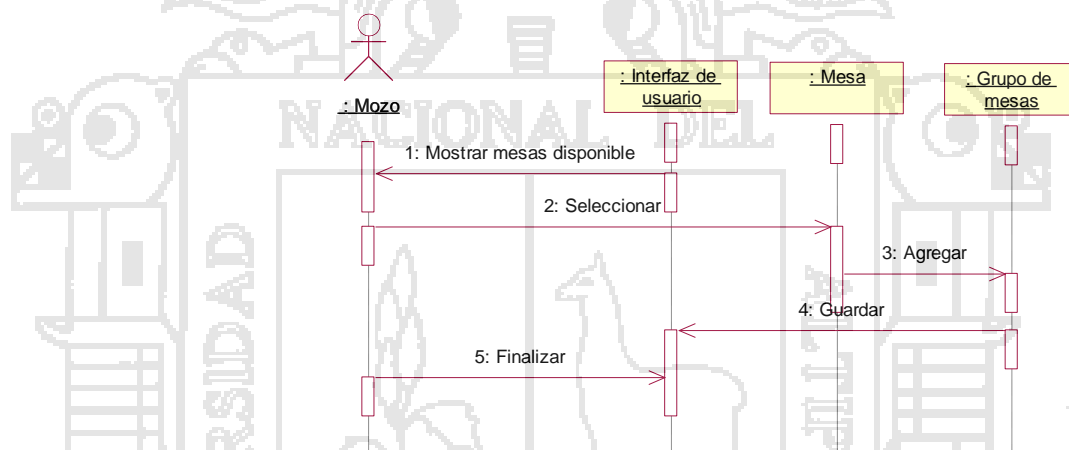 : Mozo
: Interfaz de
usuario
: Mesa
: Grupo de
mesas
NACIONAL DEL
1: Mostrar mesas disponible
2: Seleccionar
3: Agregar
4: Guardar
5: Finalizar